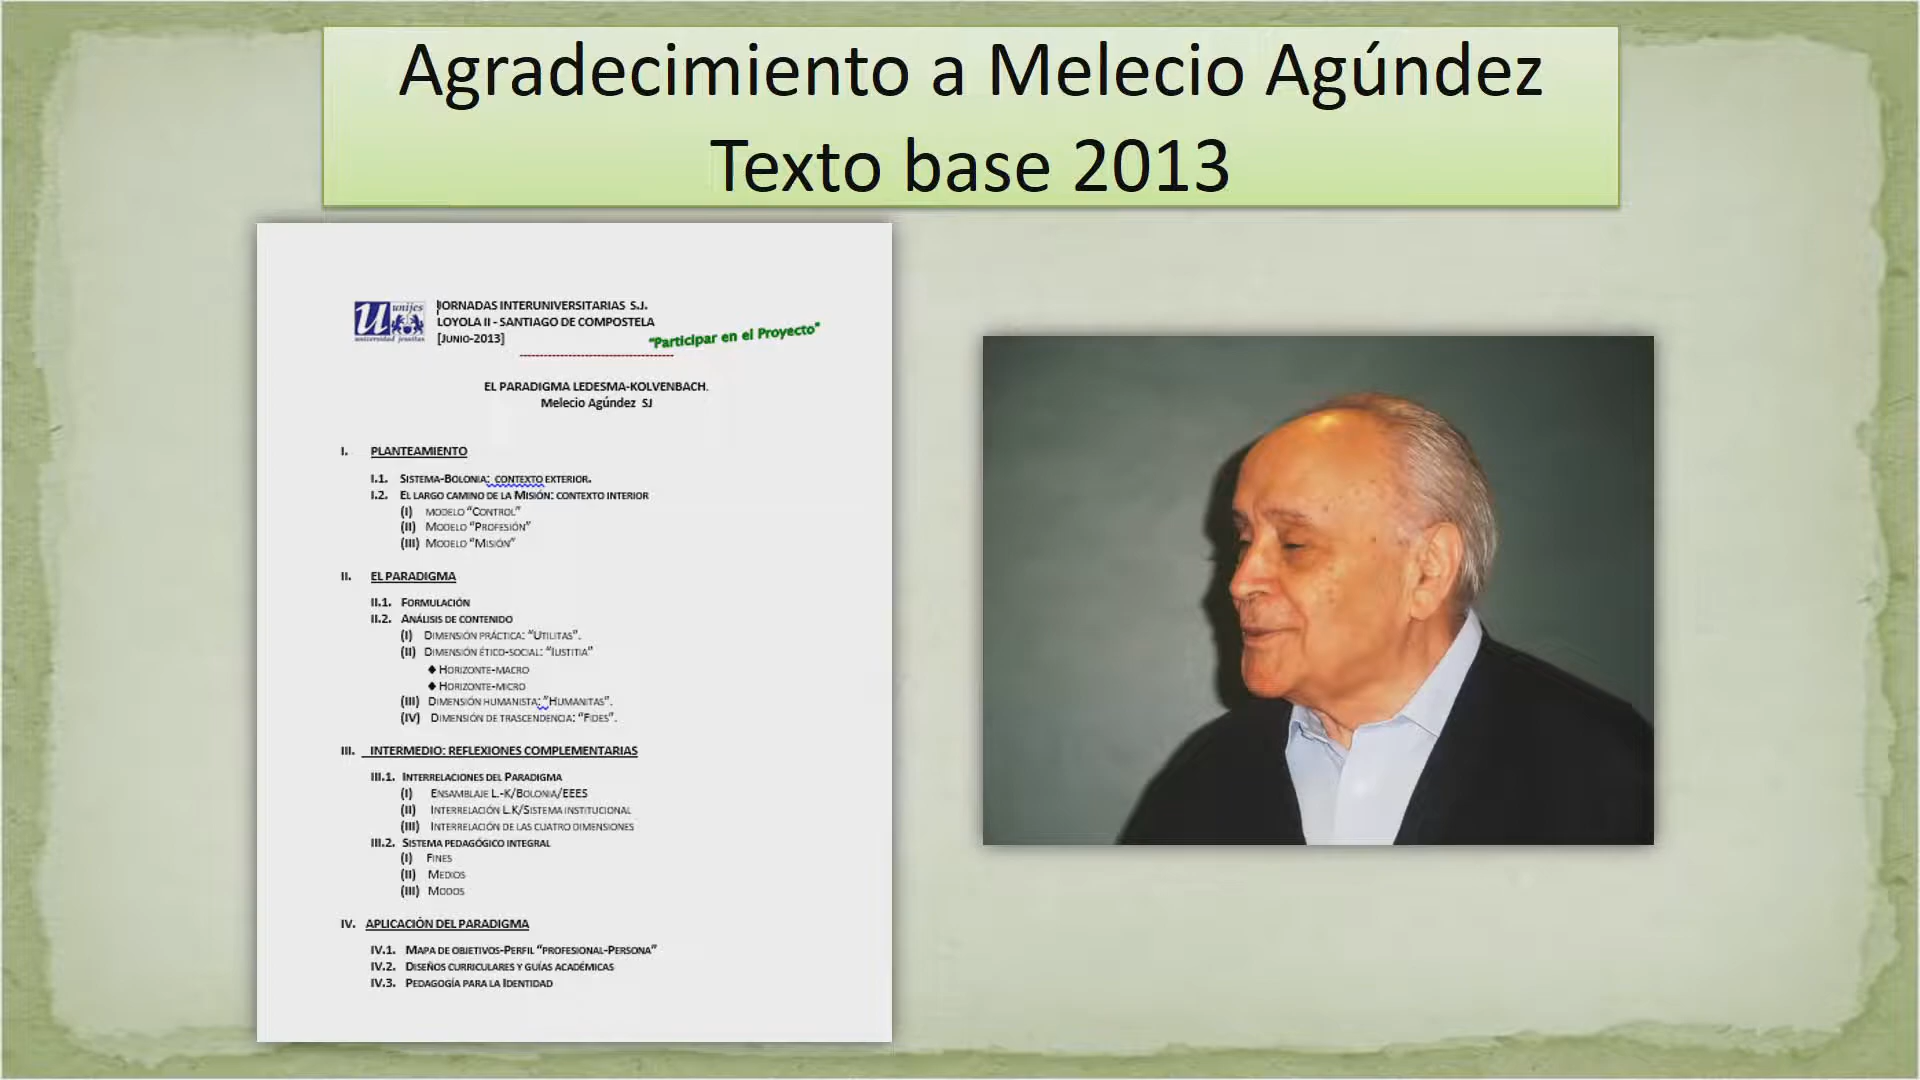 Agradecimiento a Melecio Agúndez
Texto base 2013
unijes
universidad jesuitas
JORNADAS INTERUNIVERSITARIAS S.J.
LOYOLA II - SANTIAGO DE COMPOSTELA
[JUNIO-2013]
"Participar en el Proyecto"
EL PARADIGMA LEDESMA-KOLVENBACH.
Melecio Agúndez SJ
I. PLANTEAMIENTO
I.1. SISTEMA-BOLONIA: CONTEXTO EXTERIOR.
I.2. EL LARGO CAMINO DE LA MISIÓN: CONTEXTO INTERIOR
(I) MODELO "CONTROL"
(II) MODELO "PROFESIÓN"
(III) MODELO "MISIÓN"
II. EL PARADIGMA
II.1. FORMULACIÓN
II.2. ANÁLISIS DE CONTENIDO
(I) DIMENSIÓN PRÁCTICA: "UTILITAS".
(II) DIMENSIÓN ÉTICO-SOCIAL: "IUSTITIA"
◆ HORIZONTE-MACRO
◆ HORIZONTE-MICRO
(III) DIMENSIÓN HUMANISTA: "HUMANITAS".
(IV) DIMENSIÓN DE TRASCENDENCIA: "FIDES".
III. INTERMEDIO: REFLEXIONES COMPLEMENTARIAS
III.1. INTERRELACIONES DEL PARADIGMA
(I) ENSAMBLAJE L.-K/BOLONIA/EEES
(II) INTERRELACIÓN L.K/SISTEMA INSTITUCIONAL
(III) INTERRELACIÓN DE LAS CUATRO DIMENSIONES
III.2. SISTEMA PEDAGÓGICO INTEGRAL
(I) FINES
(II) MEDIOS
(III) MODOS
IV. APLICACIÓN DEL PARADIGMA
IV.1. MAPA DE OBJETIVOS-PERFIL "PROFESIONAL-PERSONA"
IV.2. DISEÑOS CURRICULARES Y GUÍAS ACADÉMICAS
IV.3. PEDAGOGÍA PARA LA IDENTIDAD